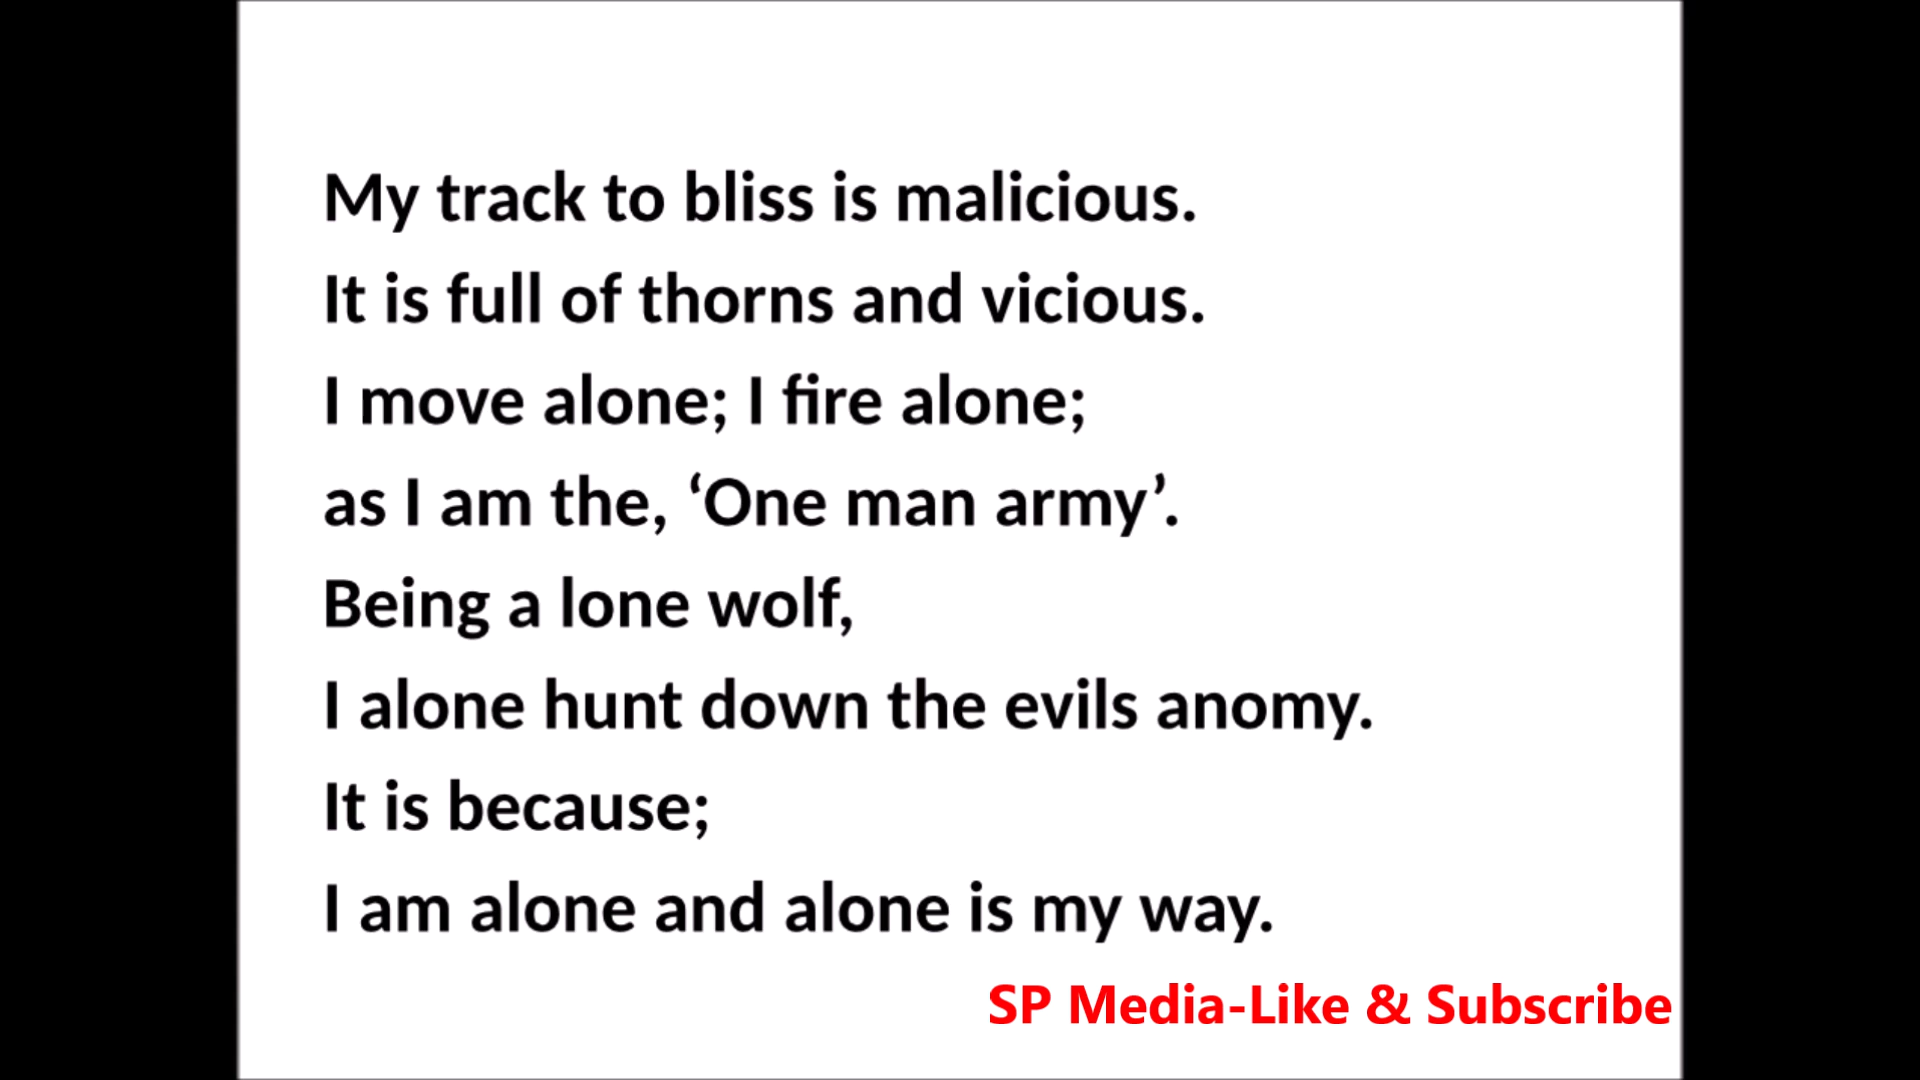 My track to bliss is malicious.
It is full of thorns and vicious.
I move alone; I fire alone;
as I am the, ‘One man army’.
Being a lone wolf,
I alone hunt down the evils anomy.
It is because;
I am alone and alone is my way.
SP Media-Like & Subscribe